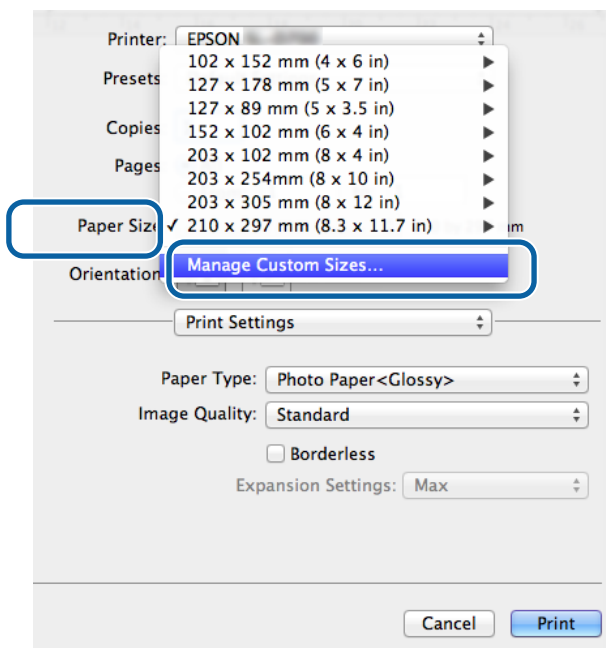 Printer: EPSON
102 x 152 mm (4 x 6 in)
Presets
127 x 178 mm (5 x 7 in)
127 x 89 mm (5 x 3.5 in)
Copies
152 x 102 mm (6 x 4 in)
203 x 102 mm (8 x 4 in)
Pages
203 x 254mm (8 x 10 in)
203 x 305 mm (8 x 12 in)
Paper Size ✓ 210 x 297 mm (8.3 x 11.7 in) mm
Manage Custom Sizes...
Orientation
Print Settings
Paper Type: Photo Paper<Glossy>
Image Quality: Standard
Borderless
Expansion Settings: Max
Cancel Print